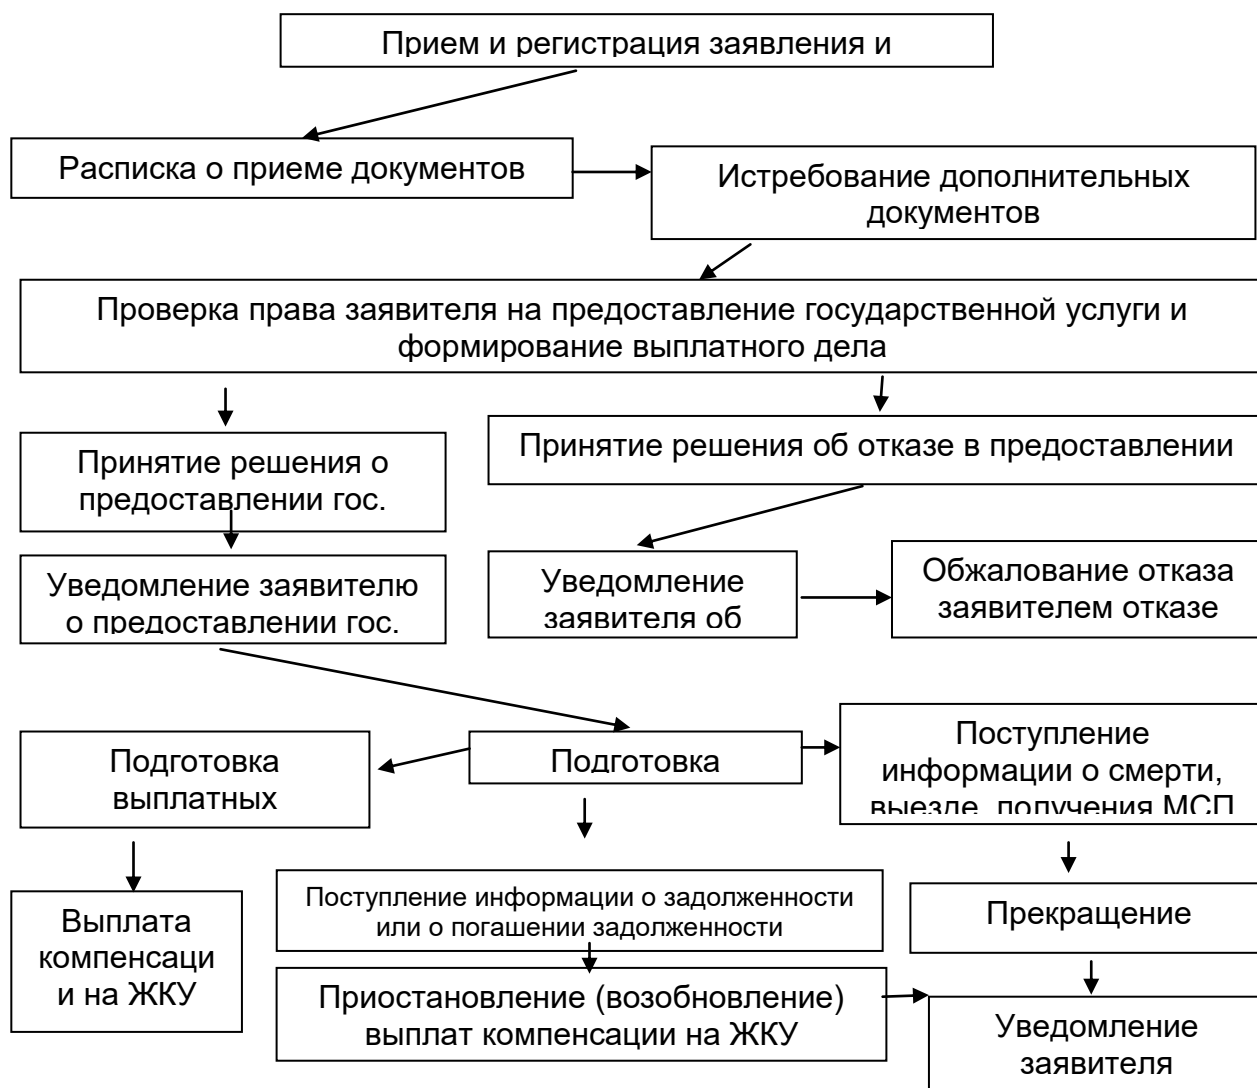 Прием и регистрация заявления и
Расписка о приеме документов
Истребование дополнительных
документов
Проверка права заявителя на предоставление государственной услуги и
формирование выплатного дела
Принятие решения о
предоставлении гос.
Принятие решения об отказе в предоставлении
Уведомление заявителю
о предоставлении гос.
Уведомление
заявителя об
Обжалование отказа
заявителем отказе
Подготовка
выплатных
Подготовка
Поступление
информации о смерти,
выезде, получения МСП
Выплата
компенсаци
и на ЖКУ
Поступление информации о задолженности
или о погашении задолженности
Прекращение
Приостановление (возобновление)
выплат компенсации на ЖКУ
Уведомление
заявителя